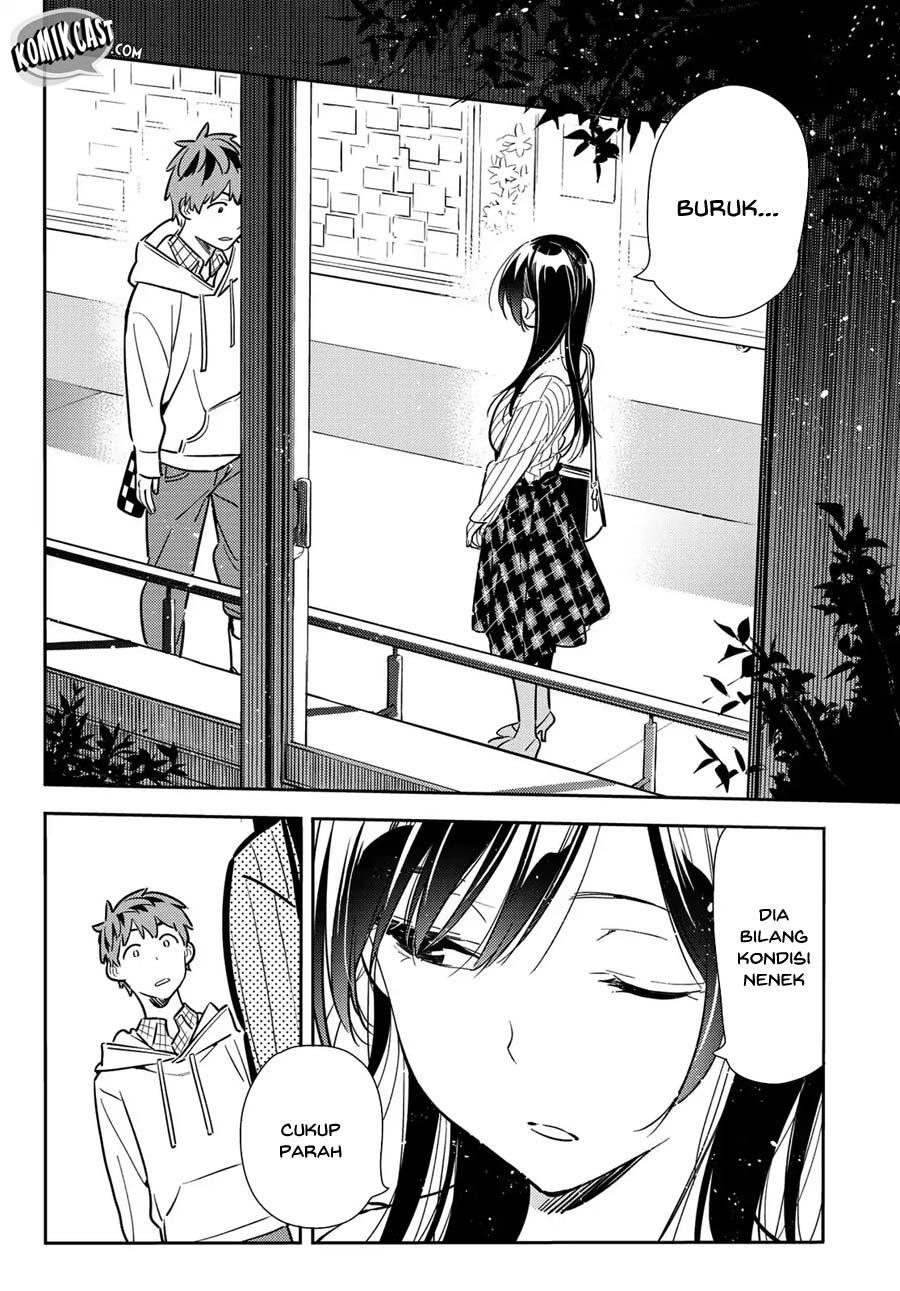 KOMIKCAST
.COM
BURUK...
DIA
BILANG
KONDISI
NENEK
CUKUP
PARAH